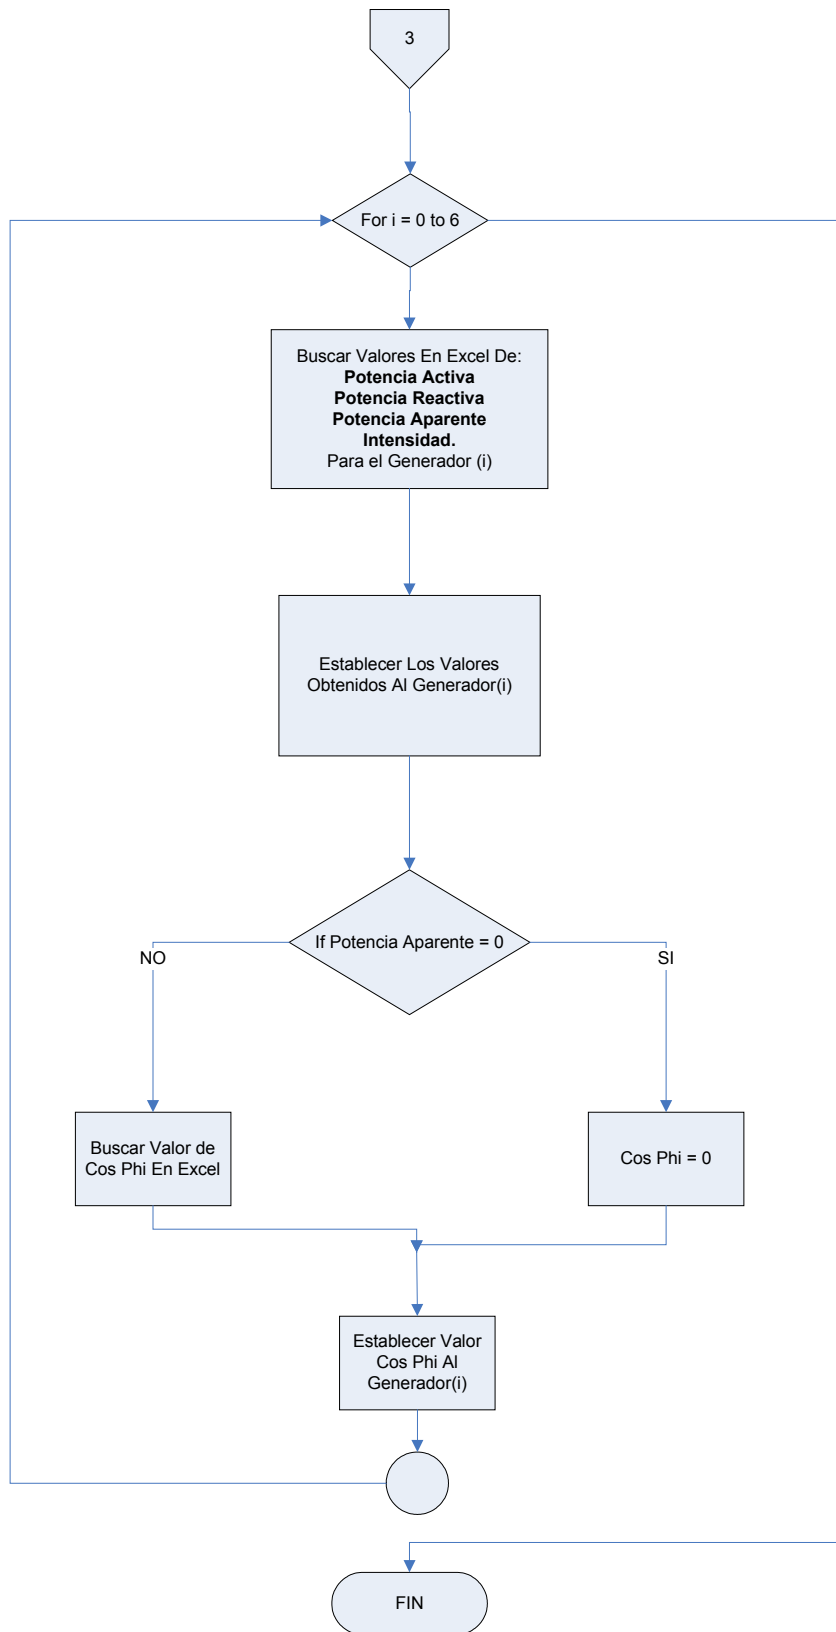 3
For i = 0 to 6
Buscar Valores En Excel De:
Potencia Activa
Potencia Reactiva
Potencia Aparente
Intensidad.
Para el Generador (i)
Establecer Los Valores
Obtenidos Al Generador(i)
If Potencia Aparente = 0
NO
SI
Buscar Valor de
Cos Phi En Excel
Cos Phi = 0
Establecer Valor
Cos Phi Al
Generador(i)
FIN